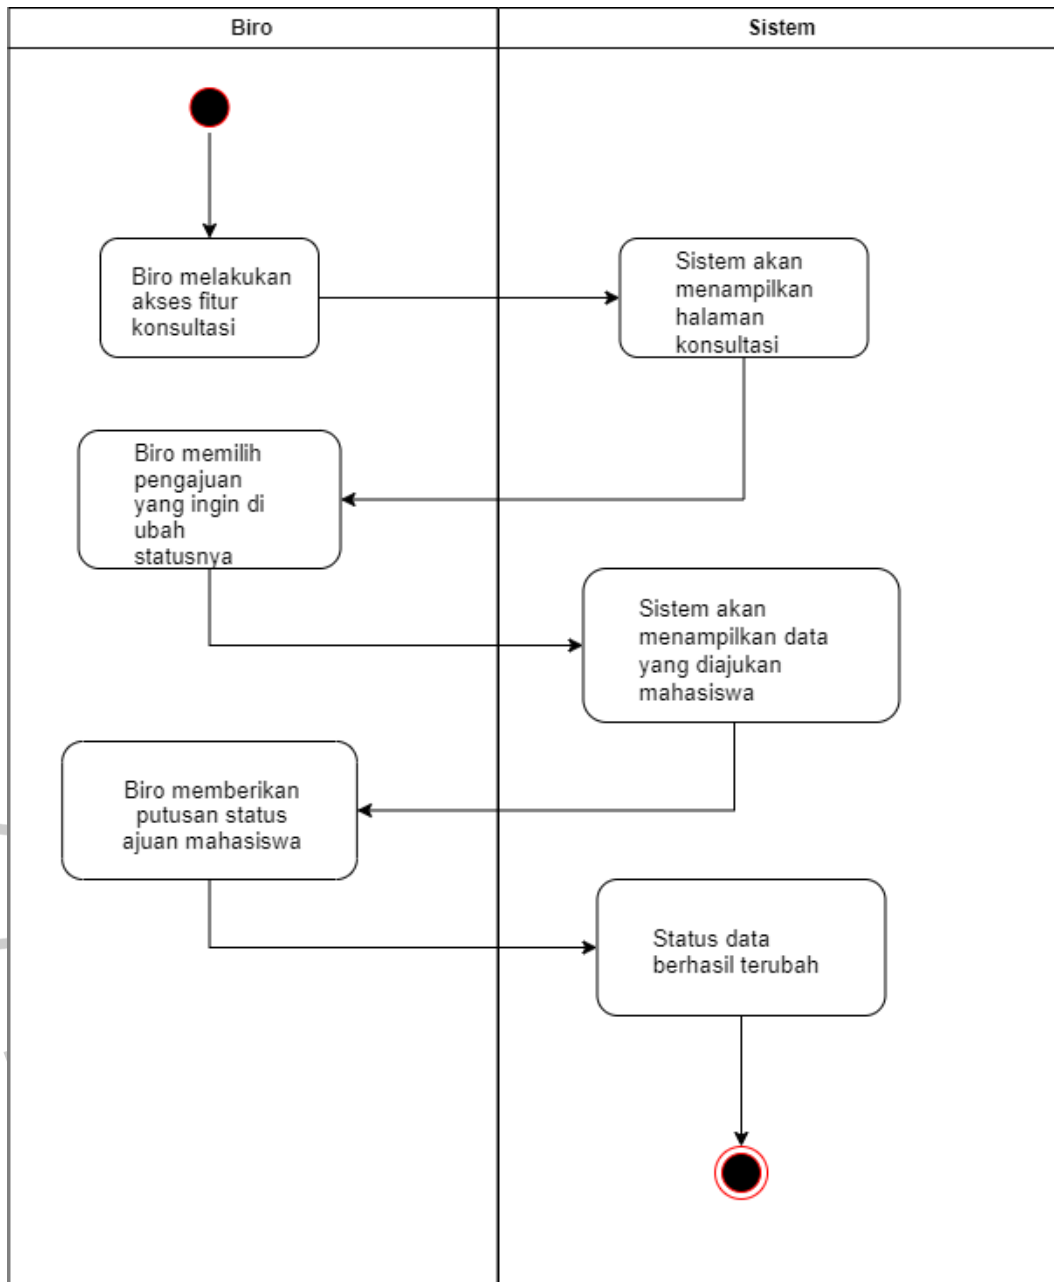 Biro
Sistem
Biro melakukan
akses fitur
konsultasi
Sistem akan
menampilkan
halaman
konsultasi
Biro memilih
pengajuan
yang ingin di
ubah
statusnya
Sistem akan
menampilkan data
yang diajukan
mahasiswa
Biro memberikan
putusan status
ajuan mahasiswa
Status data
berhasil terubah